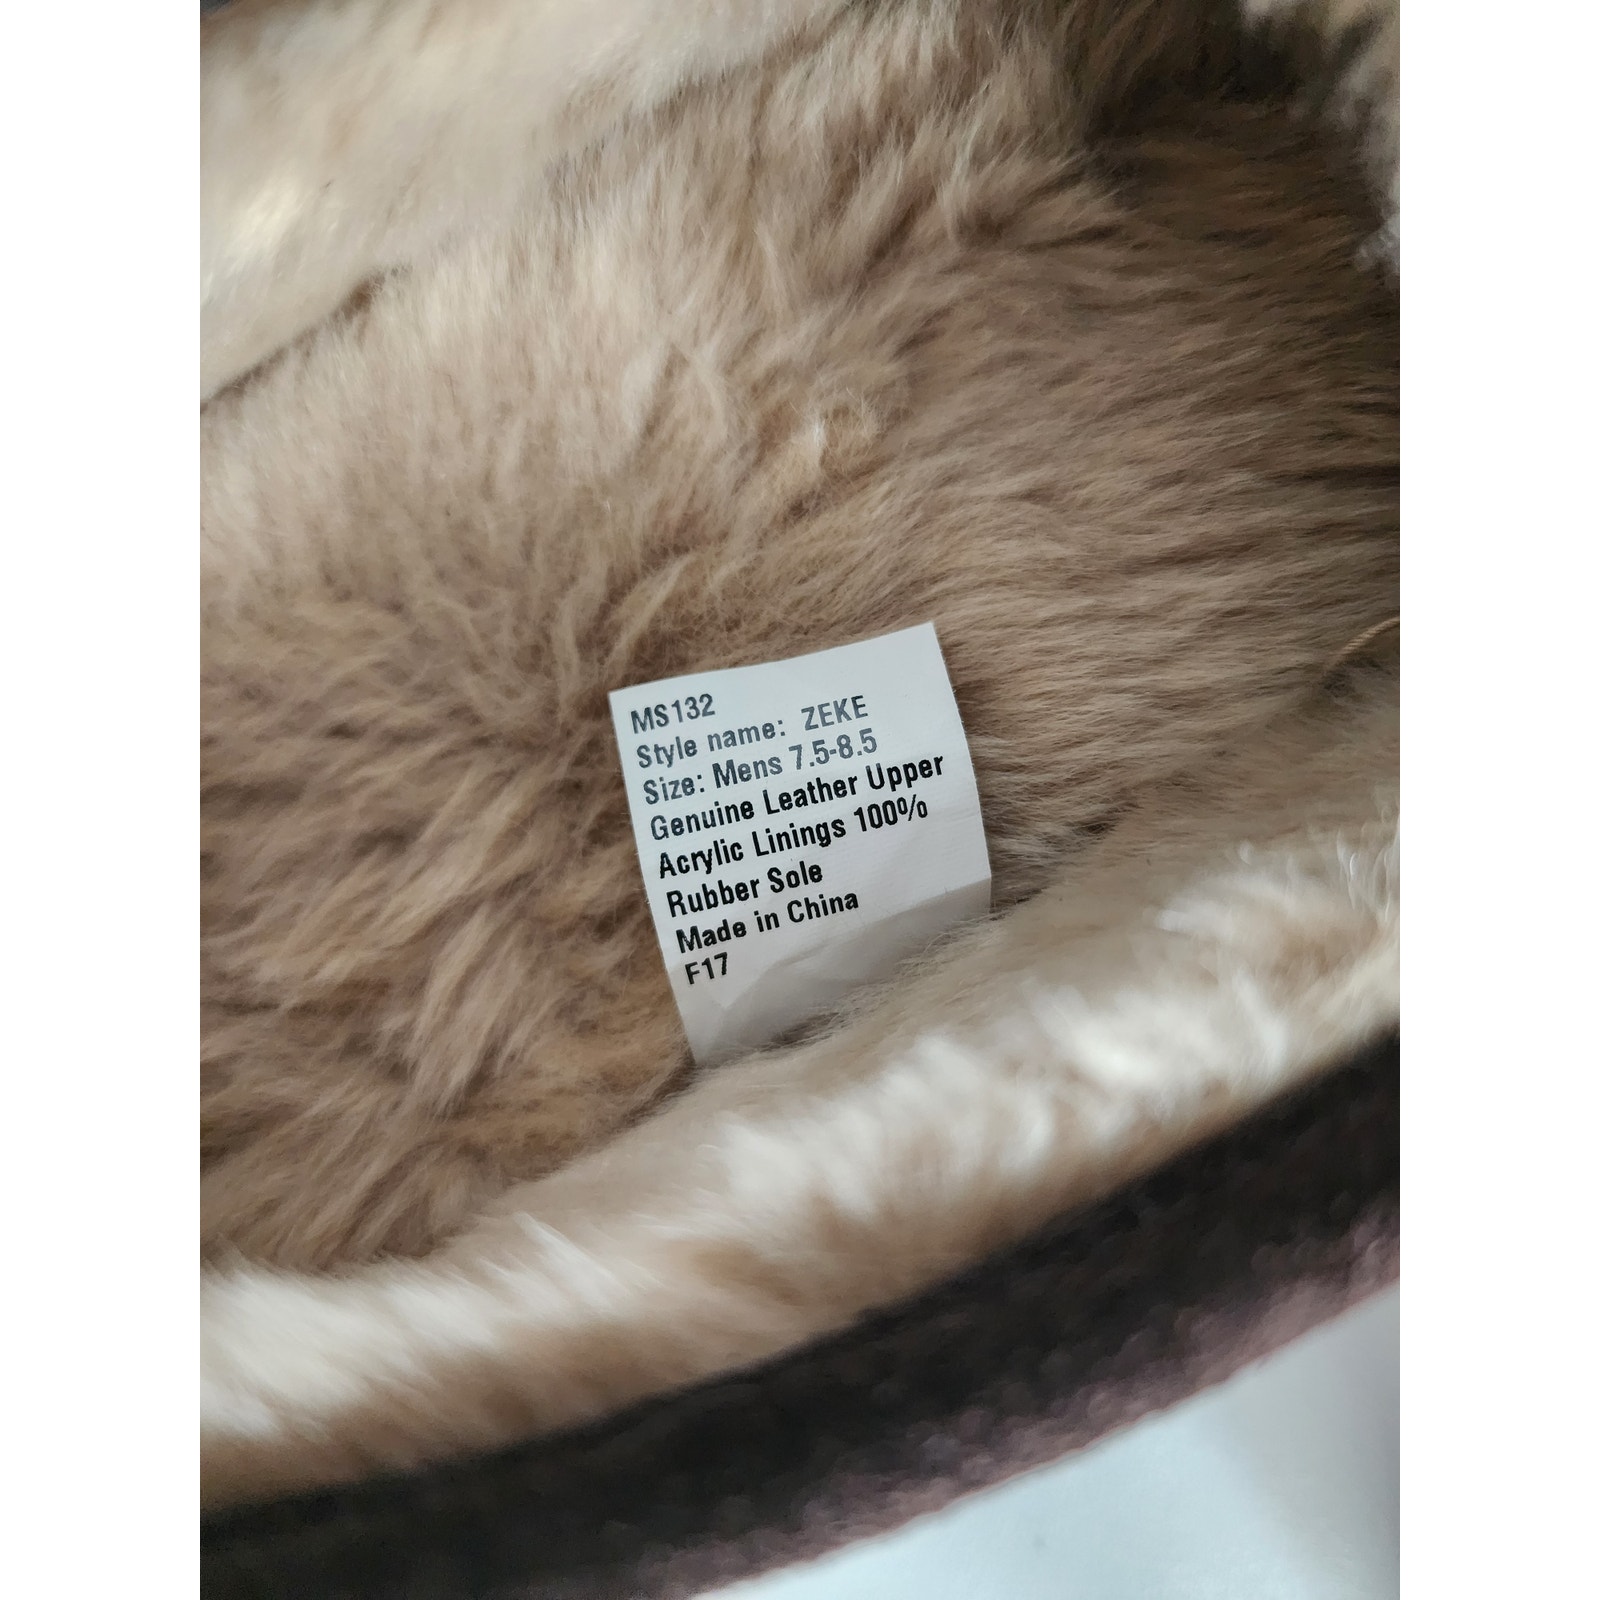 MS132
Style name: ZEKE
Size: Mens 7.5-8.5
Genuine Leather Upper
Acrylic Linings 100%
Rubber Sole
Made in China
F17